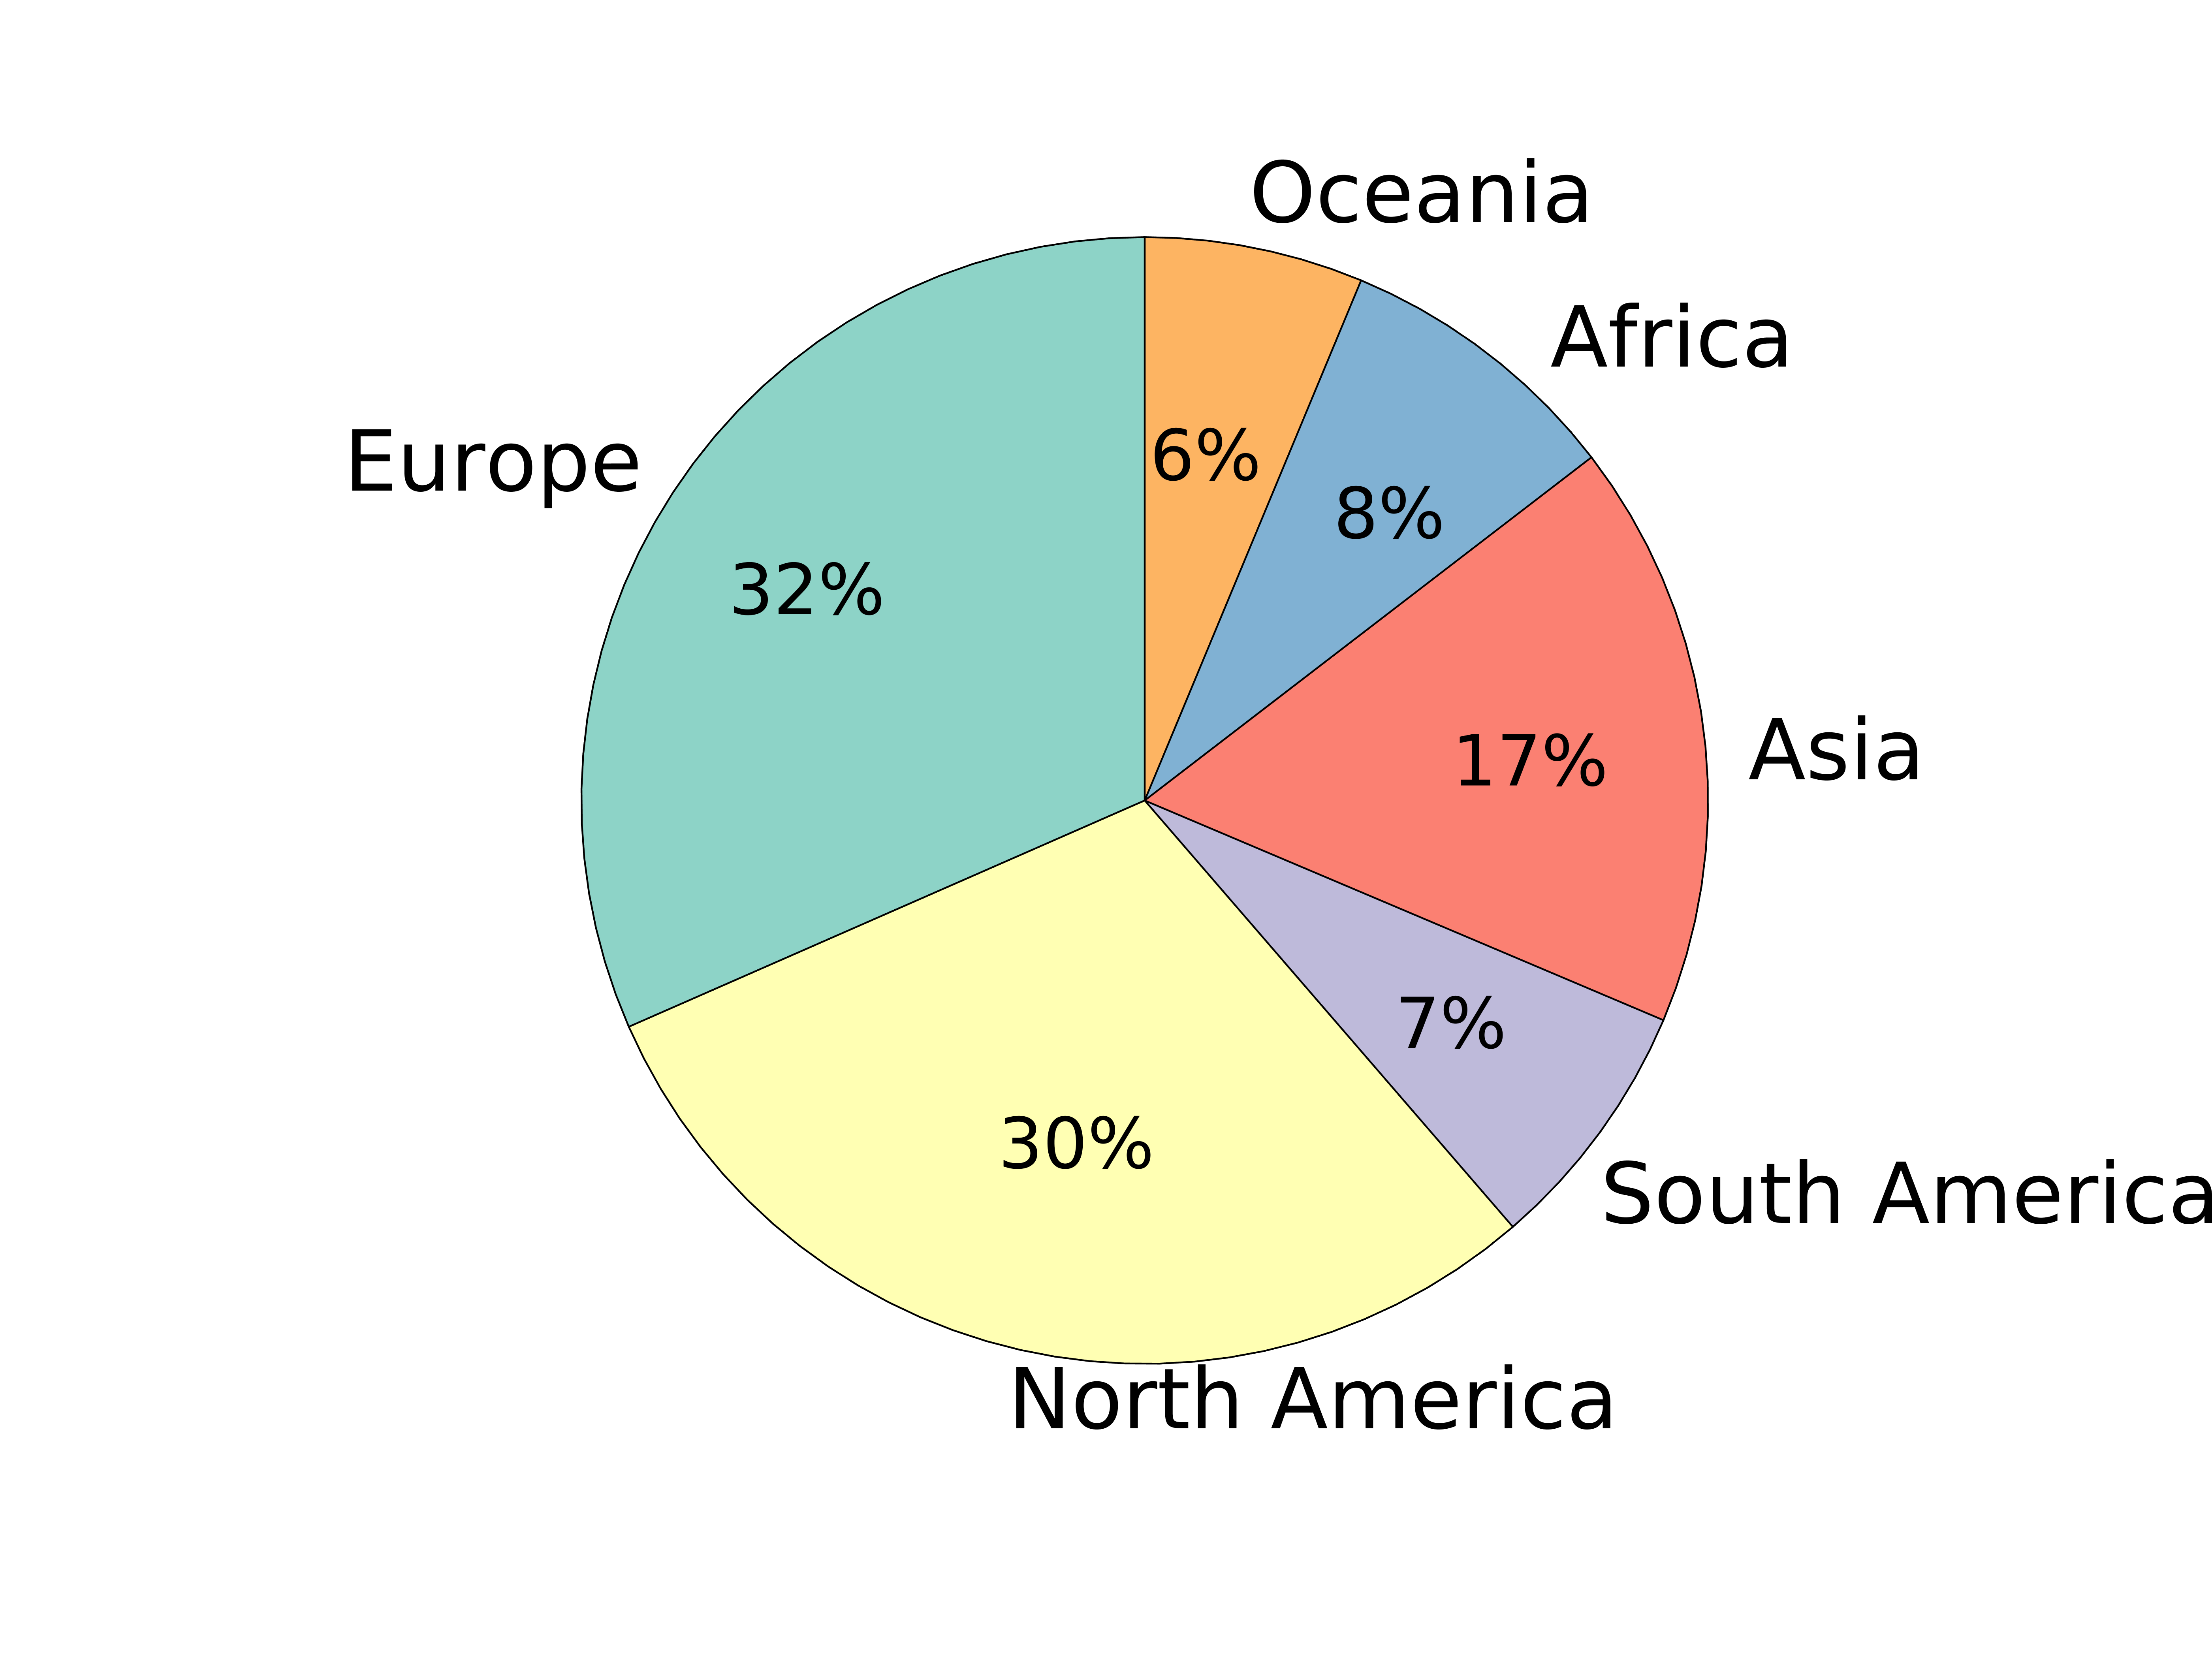 Oceania
Africa
Europe
6%
8%
32%
Asia
17%
7%
30%
South America
North America